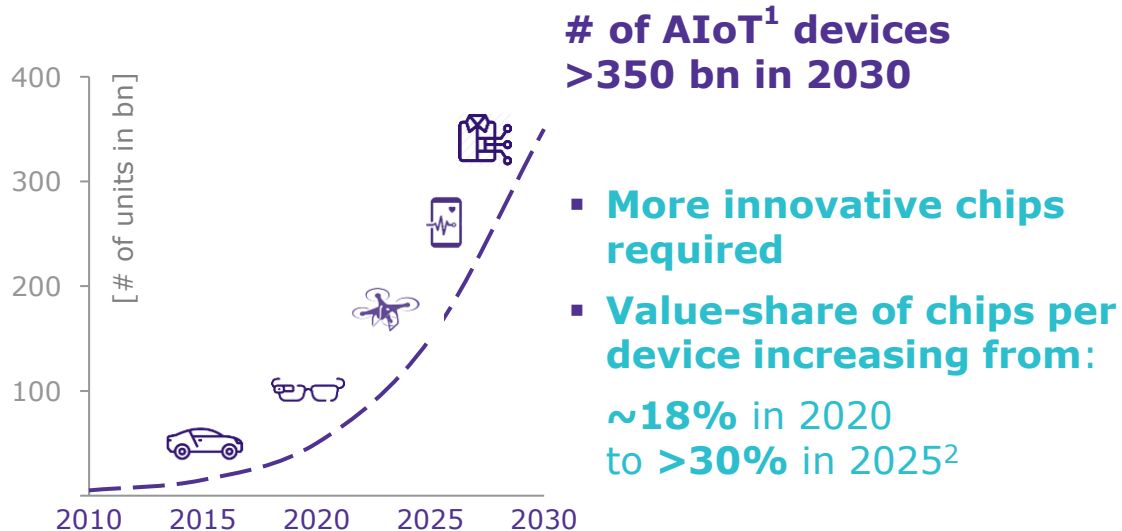 # of AIoT¹ devices
>350 bn in 2030
400
300
200
100
[# of units in bn]
2010 2015 2020 2025 2030
▪ More innovative chips
required
▪ Value-share of chips per
device increasing from:
~18% in 2020
to >30% in 2025²